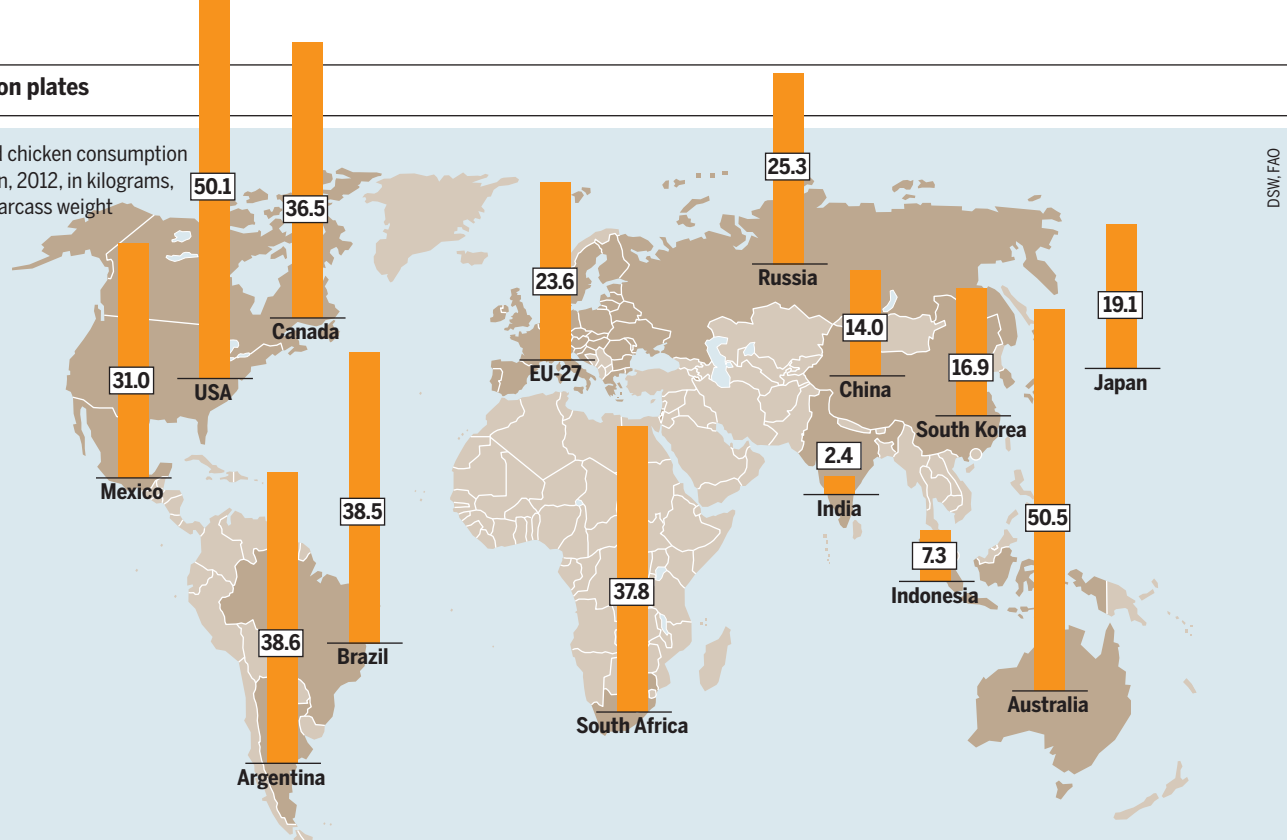 on plates
chicken consumption
2012, in kilograms,
weight
DSW, FAO
50.1
USA
36.5
Canada
31.0
Mexico
38.5
Brazil
38.6
Argentina
23.6
EU-27
37.8
South Africa
25.3
Russia
14.0
China
16.9
South Korea
19.1
Japan
2.4
India
7.3
Indonesia
50.5
Australia